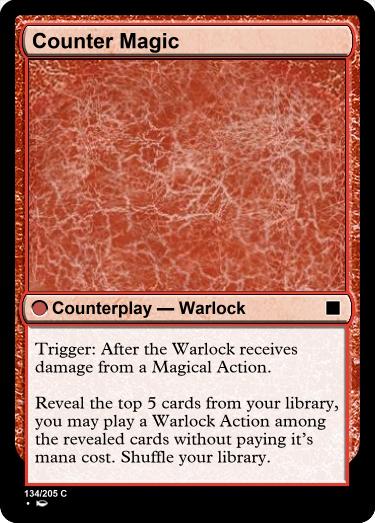 Counter Magic
Counterplay — Warlock
Trigger: After the Warlock receives
damage from a Magical Action.
Reveal the top 5 cards from your library,
you may play a Warlock Action among
the revealed cards without paying it's
mana cost. Shuffle your library.
134/205 C